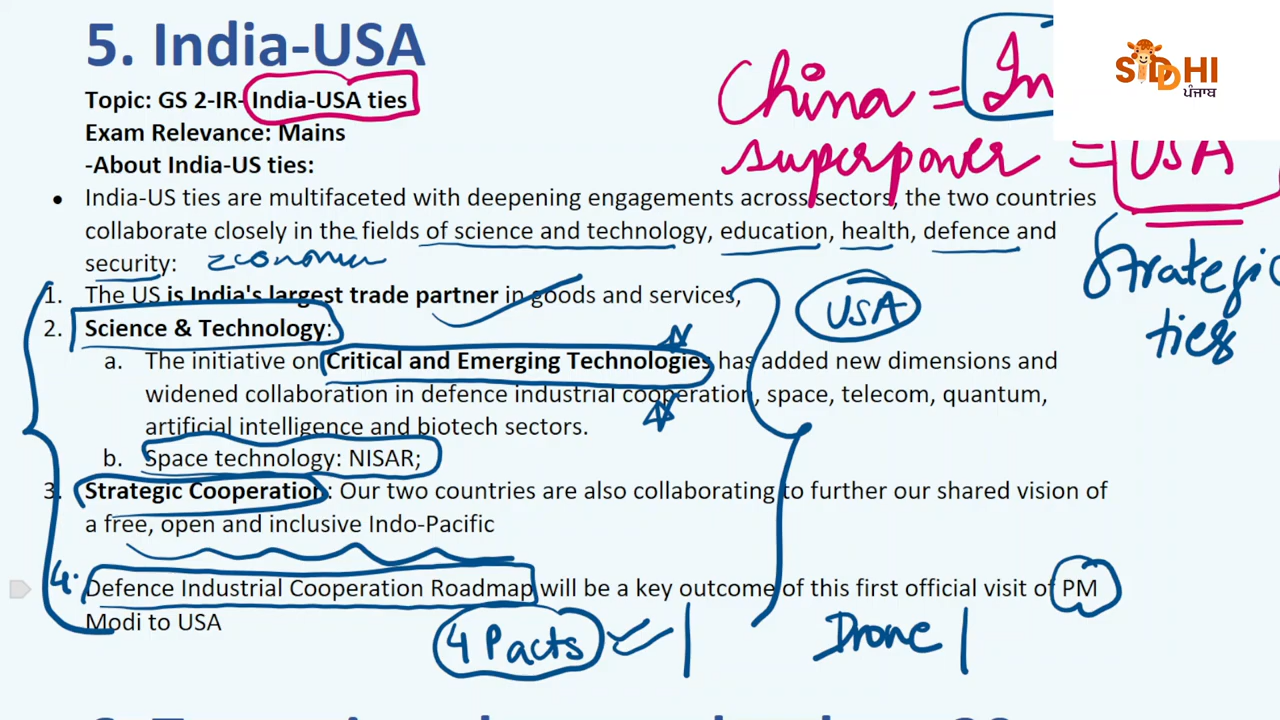 5. India-USA
Topic: GS 2-IR- India-USA ties
Exam Relevance: Mains
-About India-US ties:
• India-US ties are multifaceted with deepening engagements across sectors, the two countries
collaborate closely in the fields of science and technology, education, health, defence and
security:
1. The US is India's largest trade partner in goods and services,
2. Science & Technology:
a. The initiative on Critical and Emerging Technologies has added new dimensions and
widened collaboration in defence industrial cooperation, space, telecom, quantum,
artificial intelligence and biotech sectors.
b. Space technology: NISAR;
3. Strategic Cooperation: Our two countries are also collaborating to further our shared vision of
a free, open and inclusive Indo-Pacific
4. Defence Industrial Cooperation Roadmap will be a key outcome of this first official visit of PM
Modi to USA
4 Pacts
Drone
China =
superpower = USA
Strategic
ties
USA
SIDDHI
ਪੰਜਾਬ